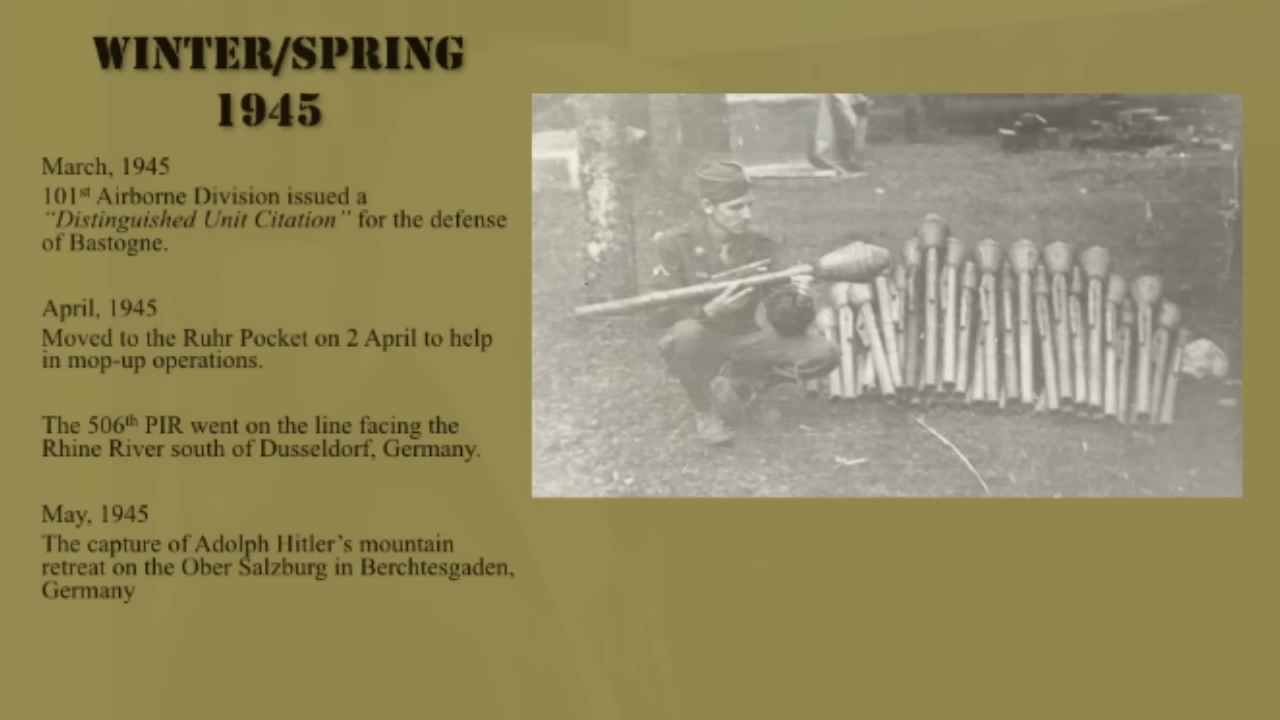 WINTER/SPRING
1945
March, 1945
101st Airborne Division issued a
“Distinguished Unit Citation” for the defense
of Bastogne.
April, 1945
Moved to the Ruhr Pocket on 2 April to help
in mop-up operations.
The 506th PIR went on the line facing the
Rhine River south of Dusseldorf, Germany.
May, 1945
The capture of Adolph Hitler’s mountain
retreat on the Ober Salzburg in Berchtesgaden,
Germany